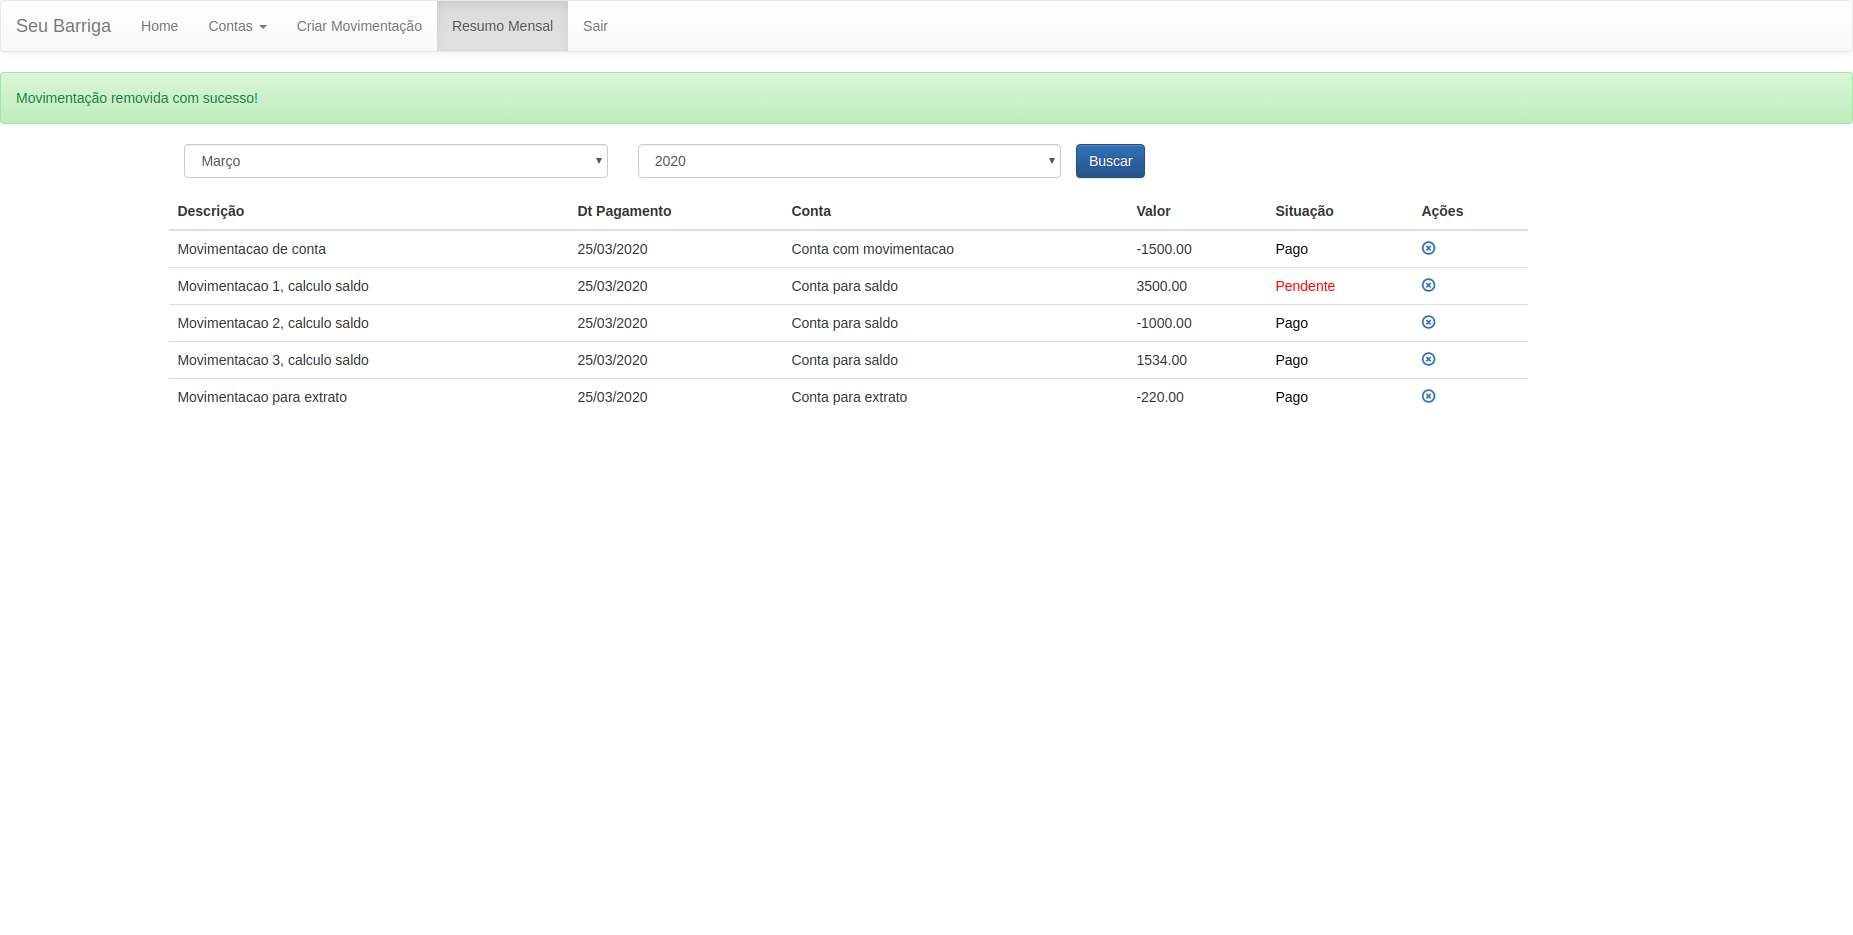 Seu Barriga Home Contas Criar Movimentação Resumo Mensal Sair
Movimentação removida com sucesso!
Março 2020 Buscar
Descrição Dt Pagamento Conta Valor Situação Ações
Movimentacao de conta 25/03/2020 Conta com movimentacao -1500.00 Pago
Movimentacao 1, calculo saldo 25/03/2020 Conta para saldo 3500.00 Pendente
Movimentacao 2, calculo saldo 25/03/2020 Conta para saldo -1000.00 Pago
Movimentacao 3, calculo saldo 25/03/2020 Conta para saldo 1534.00 Pago
Movimentacao para extrato 25/03/2020 Conta para extrato -220.00 Pago